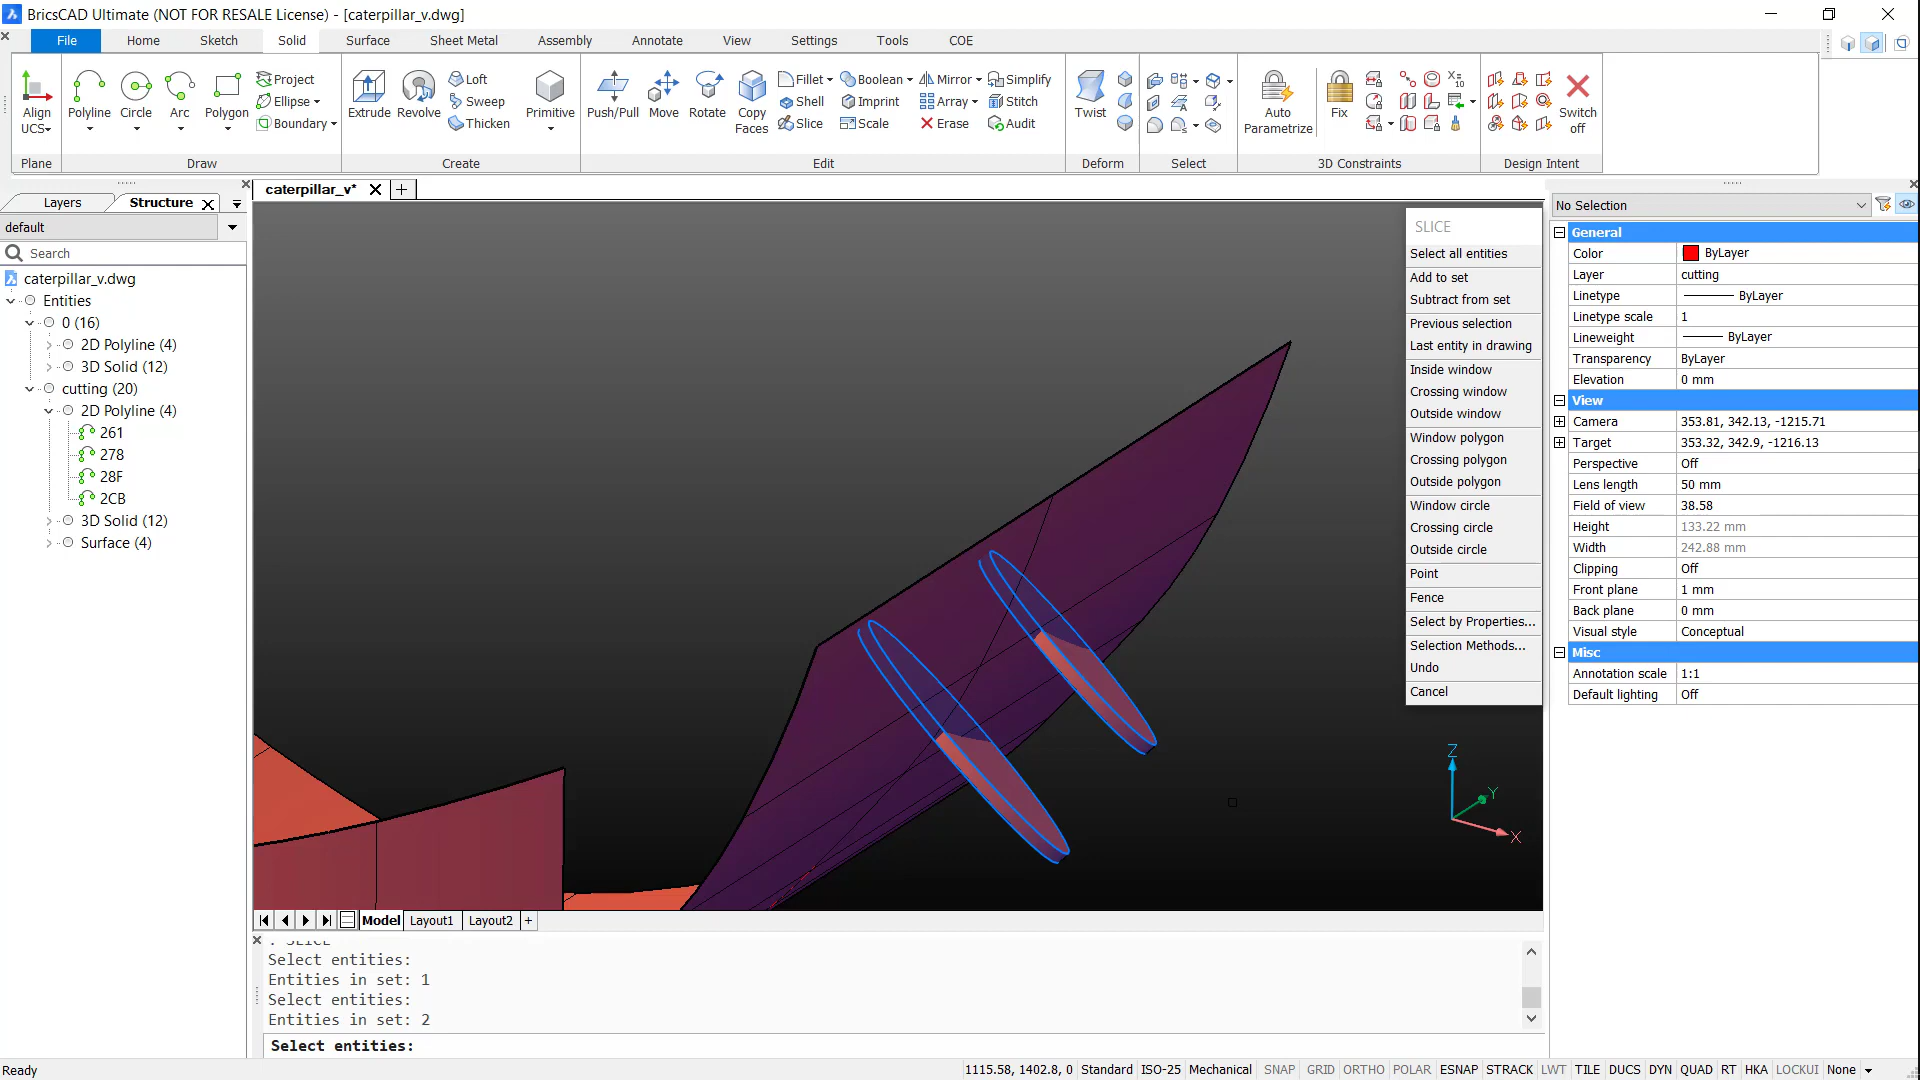 BricsCAD Ultimate (NOT FOR RESALE License) - [caterpillar_v.dwg]
File Home Sketch Solid Surface Sheet Metal Assembly Annotate View Settings Tools COE
Align UCS
Polyline Circle Arc Polygon
Project
Ellipse
Boundary
Extrude Revolve
Loft
Sweep
Thicken
Primitive
Push/Pull Move Rotate
Copy Faces
Fillet Boolean Mirror Simplify
Shell Imprint Array Stitch
Slice Scale Erase Audit
Twist
Auto Parametrize
Fix
Switch off
Plane Draw Create Edit Deform Select 3D Constraints Design Intent
caterpillar_v*
Layers Structure
default
Search
caterpillar_v.dwg
Entities
0 (16)
2D Polyline (4)
3D Solid (12)
cutting (20)
2D Polyline (4)
261
278
28F
2CB
3D Solid (12)
Surface (4)
SLICE
Select all entities
Add to set
Subtract from set
Previous selection
Last entity in drawing
Inside window
Crossing window
Outside window
Window polygon
Crossing polygon
Outside polygon
Window circle
Crossing circle
Outside circle
Point
Fence
Select by Properties...
Selection Methods...
Undo
Cancel
Z
Y
X
No Selection
General
Color ByLayer
Layer cutting
Linetype ByLayer
Linetype scale 1
Lineweight ByLayer
Transparency ByLayer
Elevation 0 mm
View
Camera 353.81, 342.13, -1215.71
Target 353.32, 342.9, -1216.13
Perspective Off
Lens length 50 mm
Field of view 38.58
Height 133.22 mm
Width 242.88 mm
Clipping Off
Front plane 1 mm
Back plane 0 mm
Visual style Conceptual
Misc
Annotation scale 1:1
Default lighting Off
Model Layout1 Layout2 +
: SLICE
Select entities:
Entities in set: 1
Select entities:
Entities in set: 2
Select entities:
Ready 1115.58, 1402.8, 0 Standard ISO-25 Mechanical SNAP GRID ORTHO POLAR ESNAP STRACK LWT TILE DUCS DYN QUAD RT HKA LOCKUI None